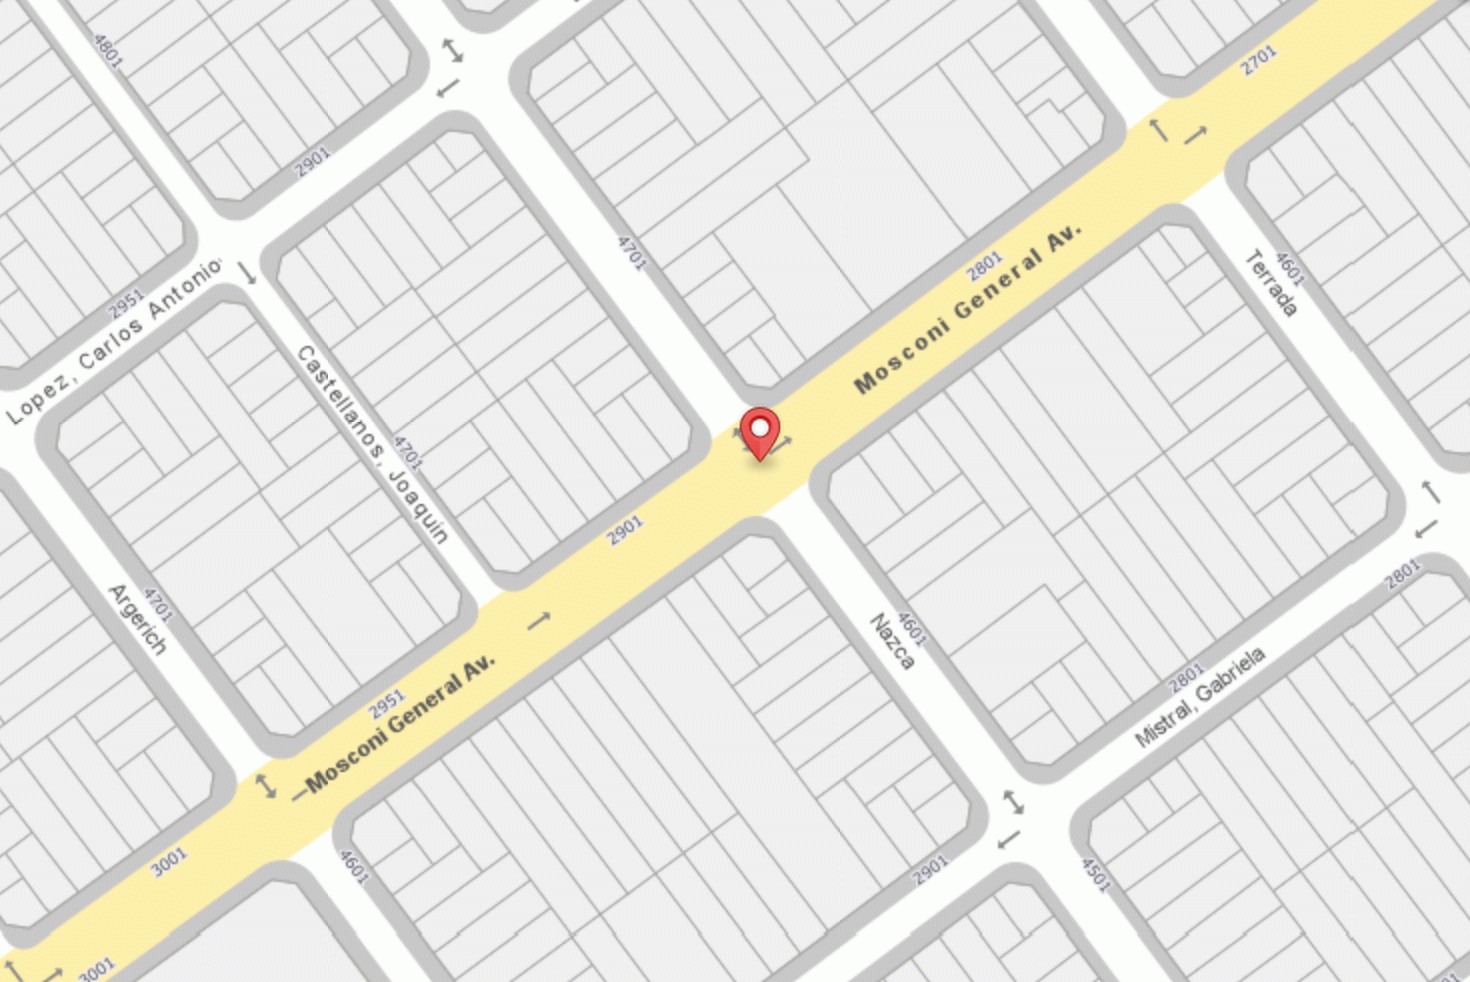 4801
2701
2901
4701
Mosconi General Av.
2801
Terrada
4601
2951
Lopez, Carlos Antonio
Castellanos, Joaquin
4701
2901
Argerich
4701
Nazca
4601
2801
2801
Mistral, Gabriela
2951
Mosconi General Av.
3001
4601
2901
4501
3001